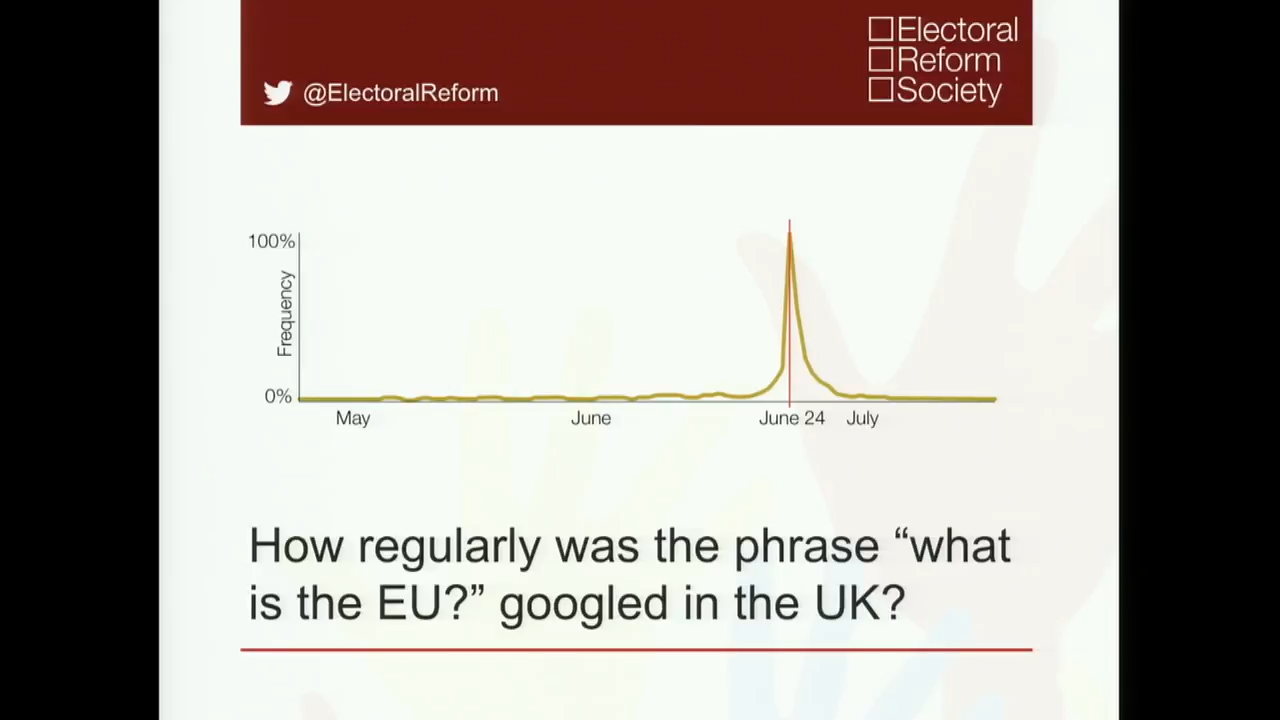 @ElectoralReform
Electoral
Reform
Society
100%
Frequency
0%
May
June
June 24
July
How regularly was the phrase “what
is the EU?” googled in the UK?